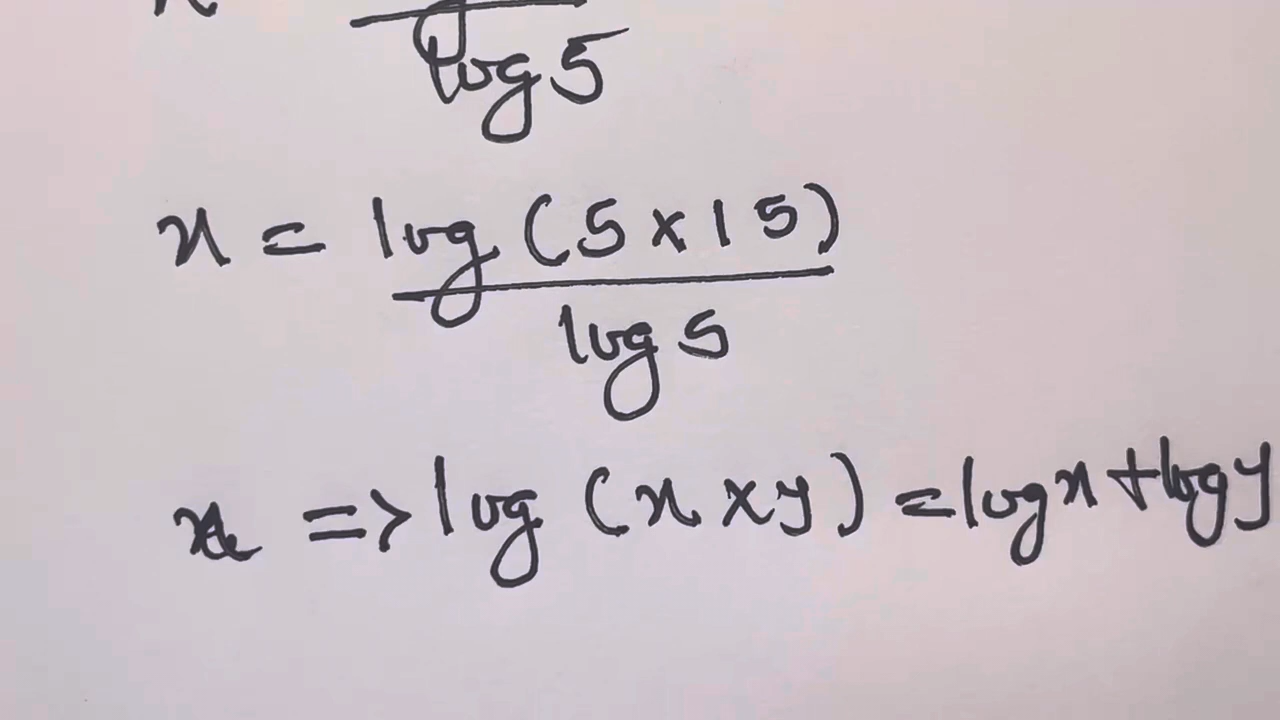 log 5
x = log (5 x 15)
log 5
=> log (x x y) = log x + log y